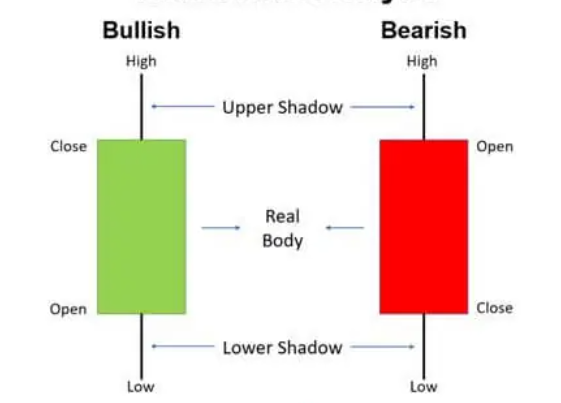 Bullish
Bearish
High
High
Upper Shadow
Close
Open
Real
Body
Open
Close
Lower Shadow
Low
Low